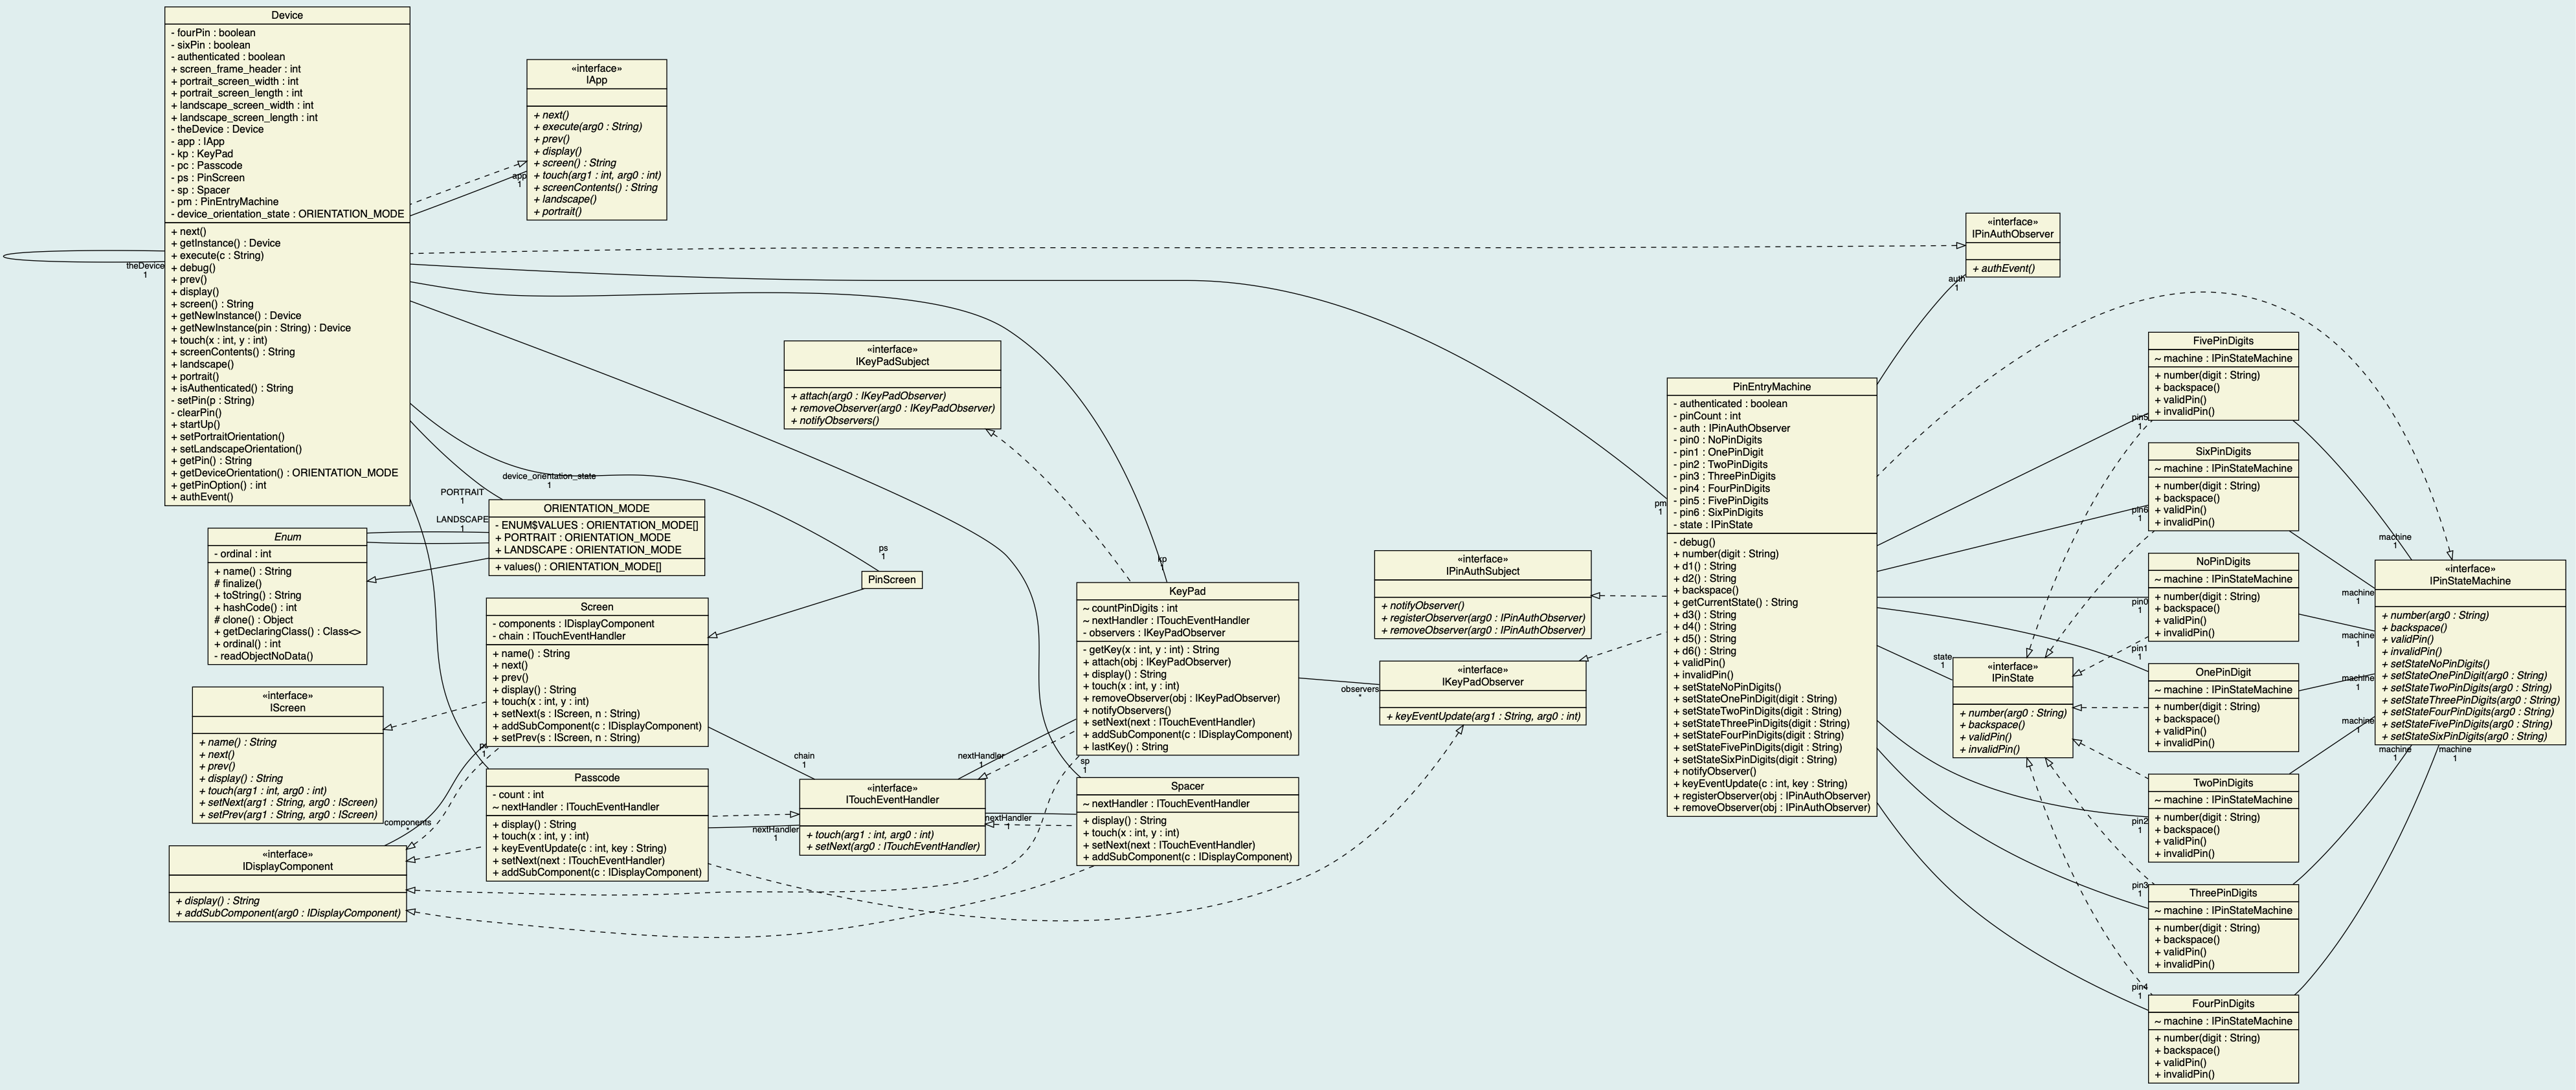 Device
- fourPin : boolean
- sixPin : boolean
- authenticated : boolean
+ screen_frame_header : int
+ portrait_screen_width : int
+ portrait_screen_length : int
+ landscape_screen_width : int
+ landscape_screen_length : int
- theDevice : Device
- app : IApp
- kp : KeyPad
- pc : Passcode
- ps : PinScreen
- sp : Spacer
- pm : PinEntryMachine
- device_orientation_state : ORIENTATION_MODE
+ next()
+ getInstance() : Device
+ execute(c : String)
+ debug()
+ prev()
+ display()
+ screen() : String
+ getNewInstance() : Device
+ getNewInstance(pin : String) : Device
+ touch(x : int, y : int)
+ screenContents() : String
+ landscape()
+ portrait()
+ isAuthenticated() : String
- setPin(p : String)
- clearPin()
+ startUp()
+ setPortraitOrientation()
+ setLandscapeOrientation()
+ getPin() : String
+ getDeviceOrientation() : ORIENTATION_MODE
+ getPinOption() : int
+ authEvent()
theDevice
1
«interface»
IApp
+ next()
+ execute(arg0 : String)
+ prev()
+ display()
+ screen() : String
+ touch(arg1 : int, arg0 : int)
+ screenContents() : String
+ landscape()
+ portrait()
app
1
«interface»
IPinAuthObserver
+ authEvent()
auth
1
«interface»
IKeyPadSubject
+ attach(arg0 : IKeyPadObserver)
+ removeObserver(arg0 : IKeyPadObserver)
+ notifyObservers()
device_orientation_state
1
PORTRAIT
1
LANDSCAPE
1
ORIENTATION_MODE
- ENUM$VALUES : ORIENTATION_MODE[]
+ PORTRAIT : ORIENTATION_MODE
+ LANDSCAPE : ORIENTATION_MODE
+ values() : ORIENTATION_MODE[]
Enum
- ordinal : int
+ name() : String
# finalize()
+ toString() : String
+ hashCode() : int
# clone() : Object
+ getDeclaringClass() : Class<>
+ ordinal() : int
- readObjectNoData()
ps
1
PinScreen
Screen
- components : IDisplayComponent
- chain : ITouchEventHandler
+ name() : String
+ next()
+ prev()
+ display() : String
+ touch(x : int, y : int)
+ setNext(s : IScreen, n : String)
+ addSubComponent(c : IDisplayComponent)
+ setPrev(s : IScreen, n : String)
«interface»
IScreen
+ name() : String
+ next()
+ prev()
+ display() : String
+ touch(arg1 : int, arg0 : int)
+ setNext(arg1 : String, arg0 : IScreen)
+ setPrev(arg1 : String, arg0 : IScreen)
components
*
«interface»
IDisplayComponent
+ display() : String
+ addSubComponent(arg0 : IDisplayComponent)
Passcode
- count : int
~ nextHandler : ITouchEventHandler
+ display() : String
+ touch(x : int, y : int)
+ keyEventUpdate(c : int, key : String)
+ setNext(next : ITouchEventHandler)
+ addSubComponent(c : IDisplayComponent)
chain
1
nextHandler
1
«interface»
ITouchEventHandler
+ touch(arg1 : int, arg0 : int)
+ setNext(arg0 : ITouchEventHandler)
nextHandler
1
nextHandler
1
kp
1
KeyPad
~ countPinDigits : int
~ nextHandler : ITouchEventHandler
- observers : IKeyPadObserver
- getKey(x : int, y : int) : String
+ attach(obj : IKeyPadObserver)
+ display() : String
+ touch(x : int, y : int)
+ removeObserver(obj : IKeyPadObserver)
+ notifyObservers()
+ setNext(next : ITouchEventHandler)
+ addSubComponent(c : IDisplayComponent)
+ lastKey() : String
sp
1
Spacer
~ nextHandler : ITouchEventHandler
+ display() : String
+ touch(x : int, y : int)
+ setNext(next : ITouchEventHandler)
+ addSubComponent(c : IDisplayComponent)
«interface»
IPinAuthSubject
+ notifyObserver()
+ registerObserver(arg0 : IPinAuthObserver)
+ removeObserver(arg0 : IPinAuthObserver)
observers
*
«interface»
IKeyPadObserver
+ keyEventUpdate(arg1 : String, arg0 : int)
pm
1
PinEntryMachine
- authenticated : boolean
- pinCount : int
- auth : IPinAuthObserver
- pin0 : NoPinDigits
- pin1 : OnePinDigit
- pin2 : TwoPinDigits
- pin3 : ThreePinDigits
- pin4 : FourPinDigits
- pin5 : FivePinDigits
- pin6 : SixPinDigits
- state : IPinState
- debug()
+ number(digit : String)
+ d1() : String
+ d2() : String
+ backspace()
+ getCurrentState() : String
+ d3() : String
+ d4() : String
+ d5() : String
+ d6() : String
+ validPin()
+ invalidPin()
+ setStateNoPinDigits()
+ setStateOnePinDigit(digit : String)
+ setStateTwoPinDigits(digit : String)
+ setStateThreePinDigits(digit : String)
+ setStateFourPinDigits(digit : String)
+ setStateFivePinDigits(digit : String)
+ setStateSixPinDigits(digit : String)
+ notifyObserver()
+ keyEventUpdate(c : int, key : String)
+ registerObserver(obj : IPinAuthObserver)
+ removeObserver(obj : IPinAuthObserver)
state
1
«interface»
IPinState
+ number(arg0 : String)
+ backspace()
+ validPin()
+ invalidPin()
pin5
1
FivePinDigits
~ machine : IPinStateMachine
+ number(digit : String)
+ backspace()
+ validPin()
+ invalidPin()
pin6
1
SixPinDigits
~ machine : IPinStateMachine
+ number(digit : String)
+ backspace()
+ validPin()
+ invalidPin()
pin0
1
NoPinDigits
~ machine : IPinStateMachine
+ number(digit : String)
+ backspace()
+ validPin()
+ invalidPin()
pin1
1
OnePinDigit
~ machine : IPinStateMachine
+ number(digit : String)
+ backspace()
+ validPin()
+ invalidPin()
pin2
1
TwoPinDigits
~ machine : IPinStateMachine
+ number(digit : String)
+ backspace()
+ validPin()
+ invalidPin()
pin3
1
ThreePinDigits
~ machine : IPinStateMachine
+ number(digit : String)
+ backspace()
+ validPin()
+ invalidPin()
pin4
1
FourPinDigits
~ machine : IPinStateMachine
+ number(digit : String)
+ backspace()
+ validPin()
+ invalidPin()
machine
1
machine
1
machine
1
machine
1
machine
1
machine
1
machine
1
«interface»
IPinStateMachine
+ number(arg0 : String)
+ backspace()
+ validPin()
+ invalidPin()
+ setStateNoPinDigits()
+ setStateOnePinDigit(arg0 : String)
+ setStateTwoPinDigits(arg0 : String)
+ setStateThreePinDigits(arg0 : String)
+ setStateFourPinDigits(arg0 : String)
+ setStateFivePinDigits(arg0 : String)
+ setStateSixPinDigits(arg0 : String)